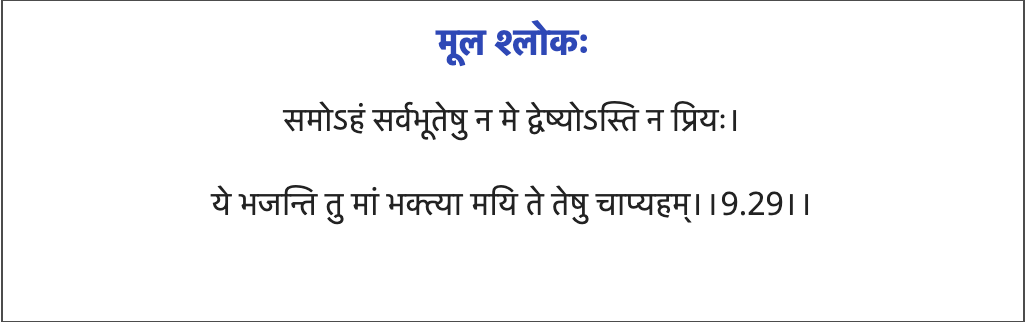 मूल श्लोकः
समोऽहं सर्वभूतेषु न मे द्वेष्योऽस्ति न प्रियः।
ये भजन्ति तु मां भक्त्या मयि ते तेषु चाप्यहम्।।9.29।।